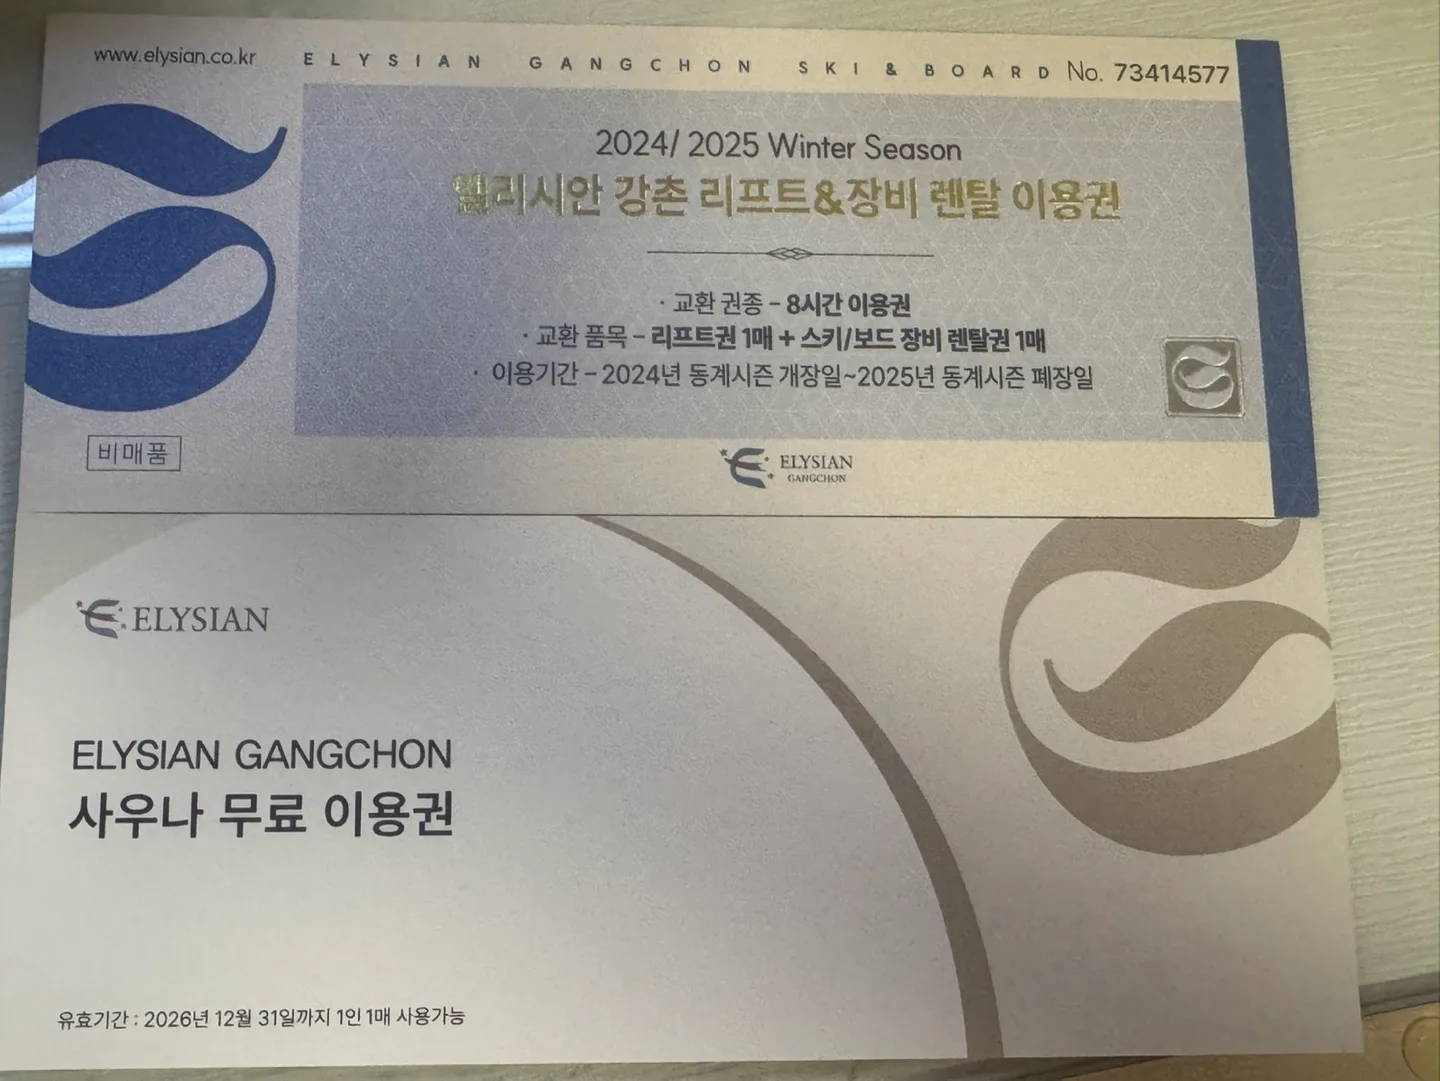 www.elysian.co.kr ELYSIAN GANGCHON SKI & BOARD No. 73414577
2024/ 2025 Winter Season
엘리시안 강촌 리프트&장비 렌탈 이용권
· 교환 권종 – 8시간 이용권
· 교환 품목 – 리프트권 1매 + 스키/보드 장비 렌탈권 1매
· 이용기간 – 2024년 동계시즌 개장일~2025년 동계시즌 폐장일
비매품
ELYSIAN
GANGCHON
ELYSIAN
ELYSIAN GANGCHON
사우나 무료 이용권
유효기간 : 2026년 12월 31일까지 1인 1매 사용가능